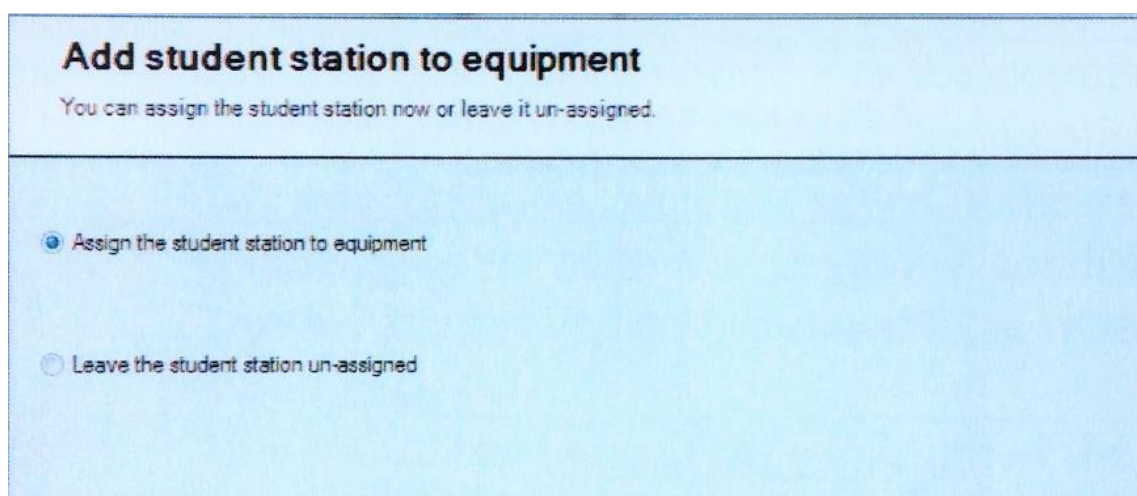 Add student station to equipment
You can assign the student station now or leave it un-assigned.
Assign the student station to equipment
Leave the student station un-assigned